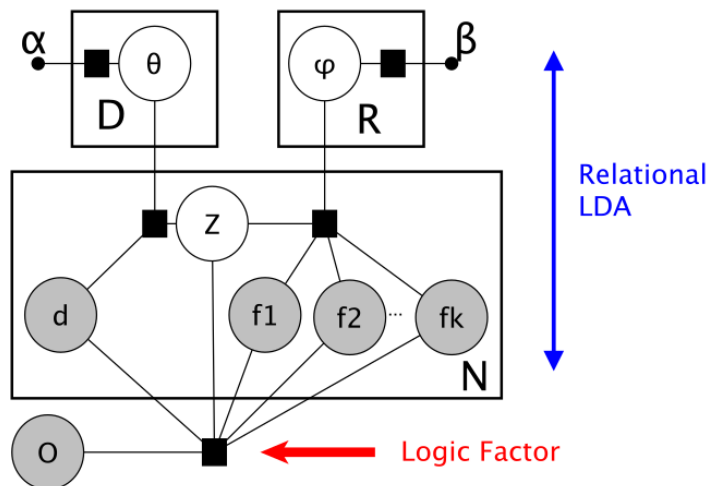 α
θ
D
φ
β
R
Relational
LDA
Z
d
f1
f2
...
fk
N
O
Logic Factor